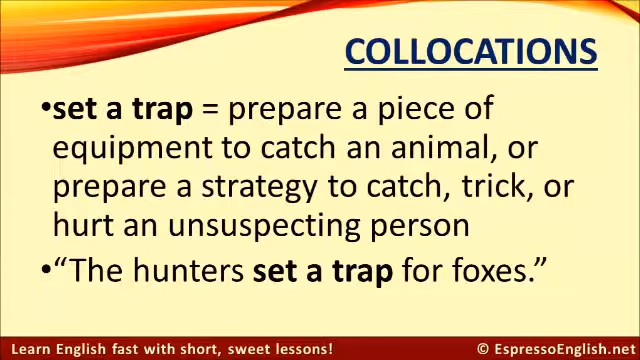 COLLOCATIONS
•set a trap = prepare a piece of
equipment to catch an animal, or
prepare a strategy to catch, trick, or
hurt an unsuspecting person
•“The hunters set a trap for foxes.”
Learn English fast with short, sweet lessons! © EspressoEnglish.net